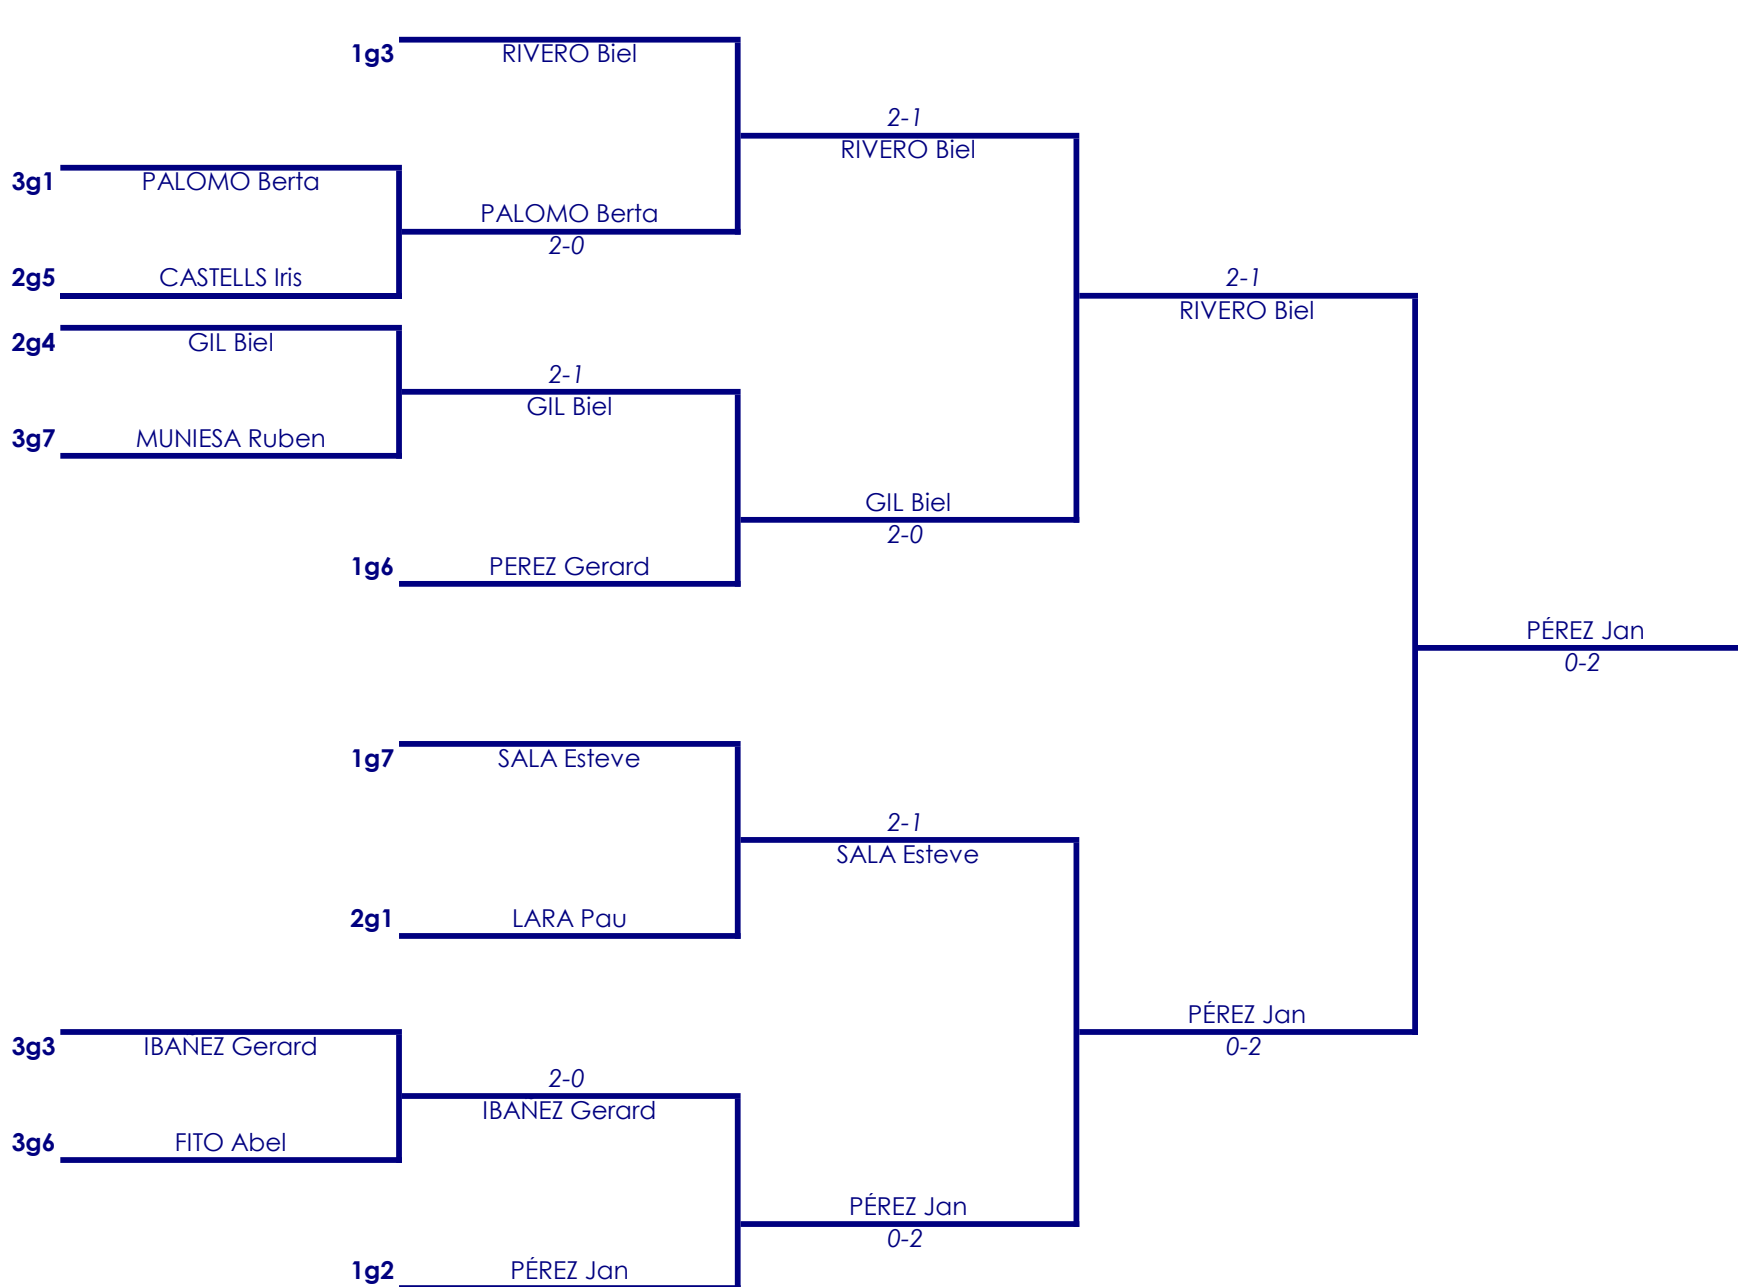 1g3 RIVERO Biel
2-1
RIVERO Biel
3g1 PALOMO Berta
PALOMO Berta
2-0
2g5 CASTELLS Iris
2-1
RIVERO Biel
2g4 GIL Biel
2-1
GIL Biel
3g7 MUNIESA Ruben
GIL Biel
2-0
1g6 PEREZ Gerard
PÉREZ Jan
0-2
1g7 SALA Esteve
2-1
SALA Esteve
2g1 LARA Pau
PÉREZ Jan
0-2
3g3 IBAÑEZ Gerard
2-0
IBAÑEZ Gerard
3g6 FITO Abel
PÉREZ Jan
0-2
1g2 PÉREZ Jan